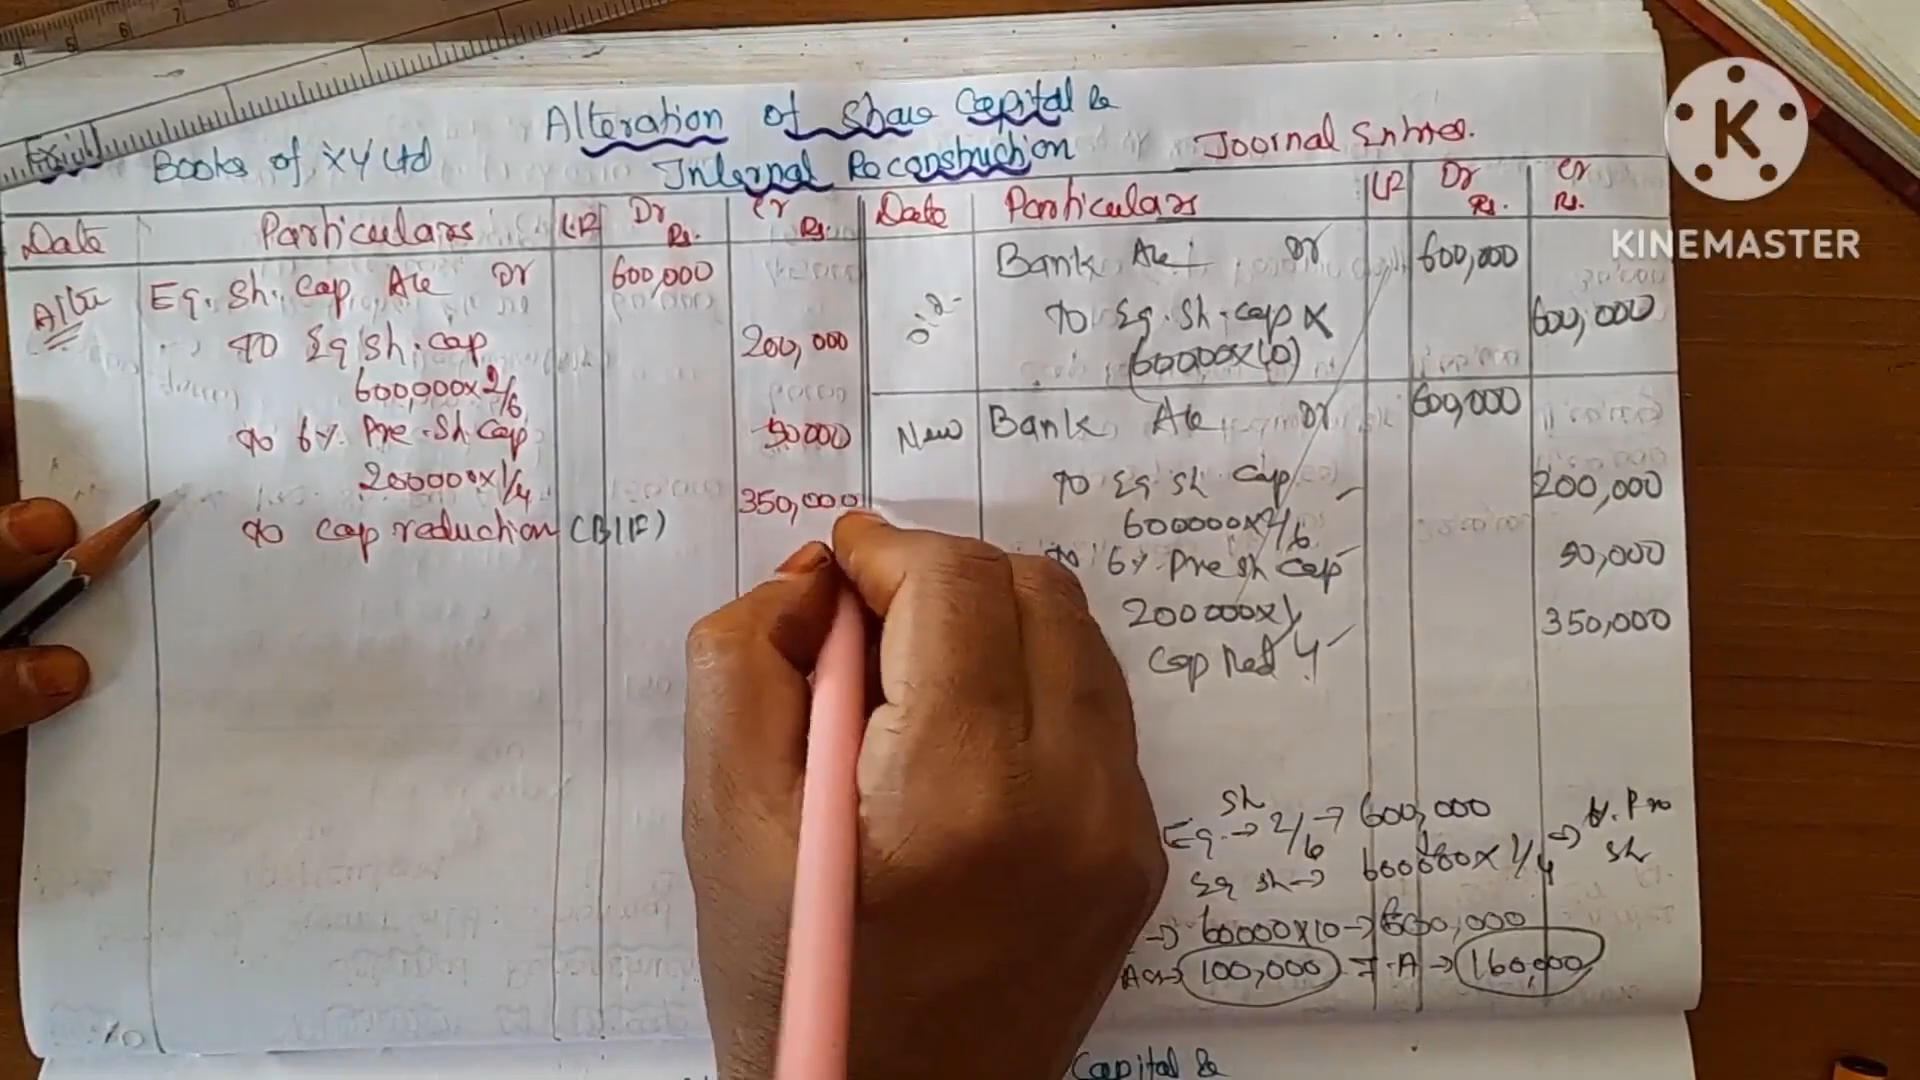 Alteration of Share Capital &
Internal Reconstruction
Books of XY Ltd
Journal Entries.
Date Particulars L.R Dr Rs. Cr Rs.
Alter
Eq. Sh. Cap A/c Dr 600,000
To Eq Sh. cap 200,000
600,000x2/6
To 6%. Pre. Sh Cap 50000
200000x1/4
To Cap reduction (B/F) 350,000
Date Particulars LR Dr Rs. Cr Rs.
Old
Bank A/c Dr 600,000
To Eq. Sh. cap 600,000
(60000x10)
New Bank A/c Dr 600,000
To Eq Sh Cap 200,000
600000x2/6
To 6% Pre sh Cap 50,000
200000x1/4
Cap Red 350,000
Sh
Eq. → 2/6 → 600,000
Eq sh →
→ 60000x10 → 600,000
100,000 F.A → 160,000
Capital &
K
KINEMASTER